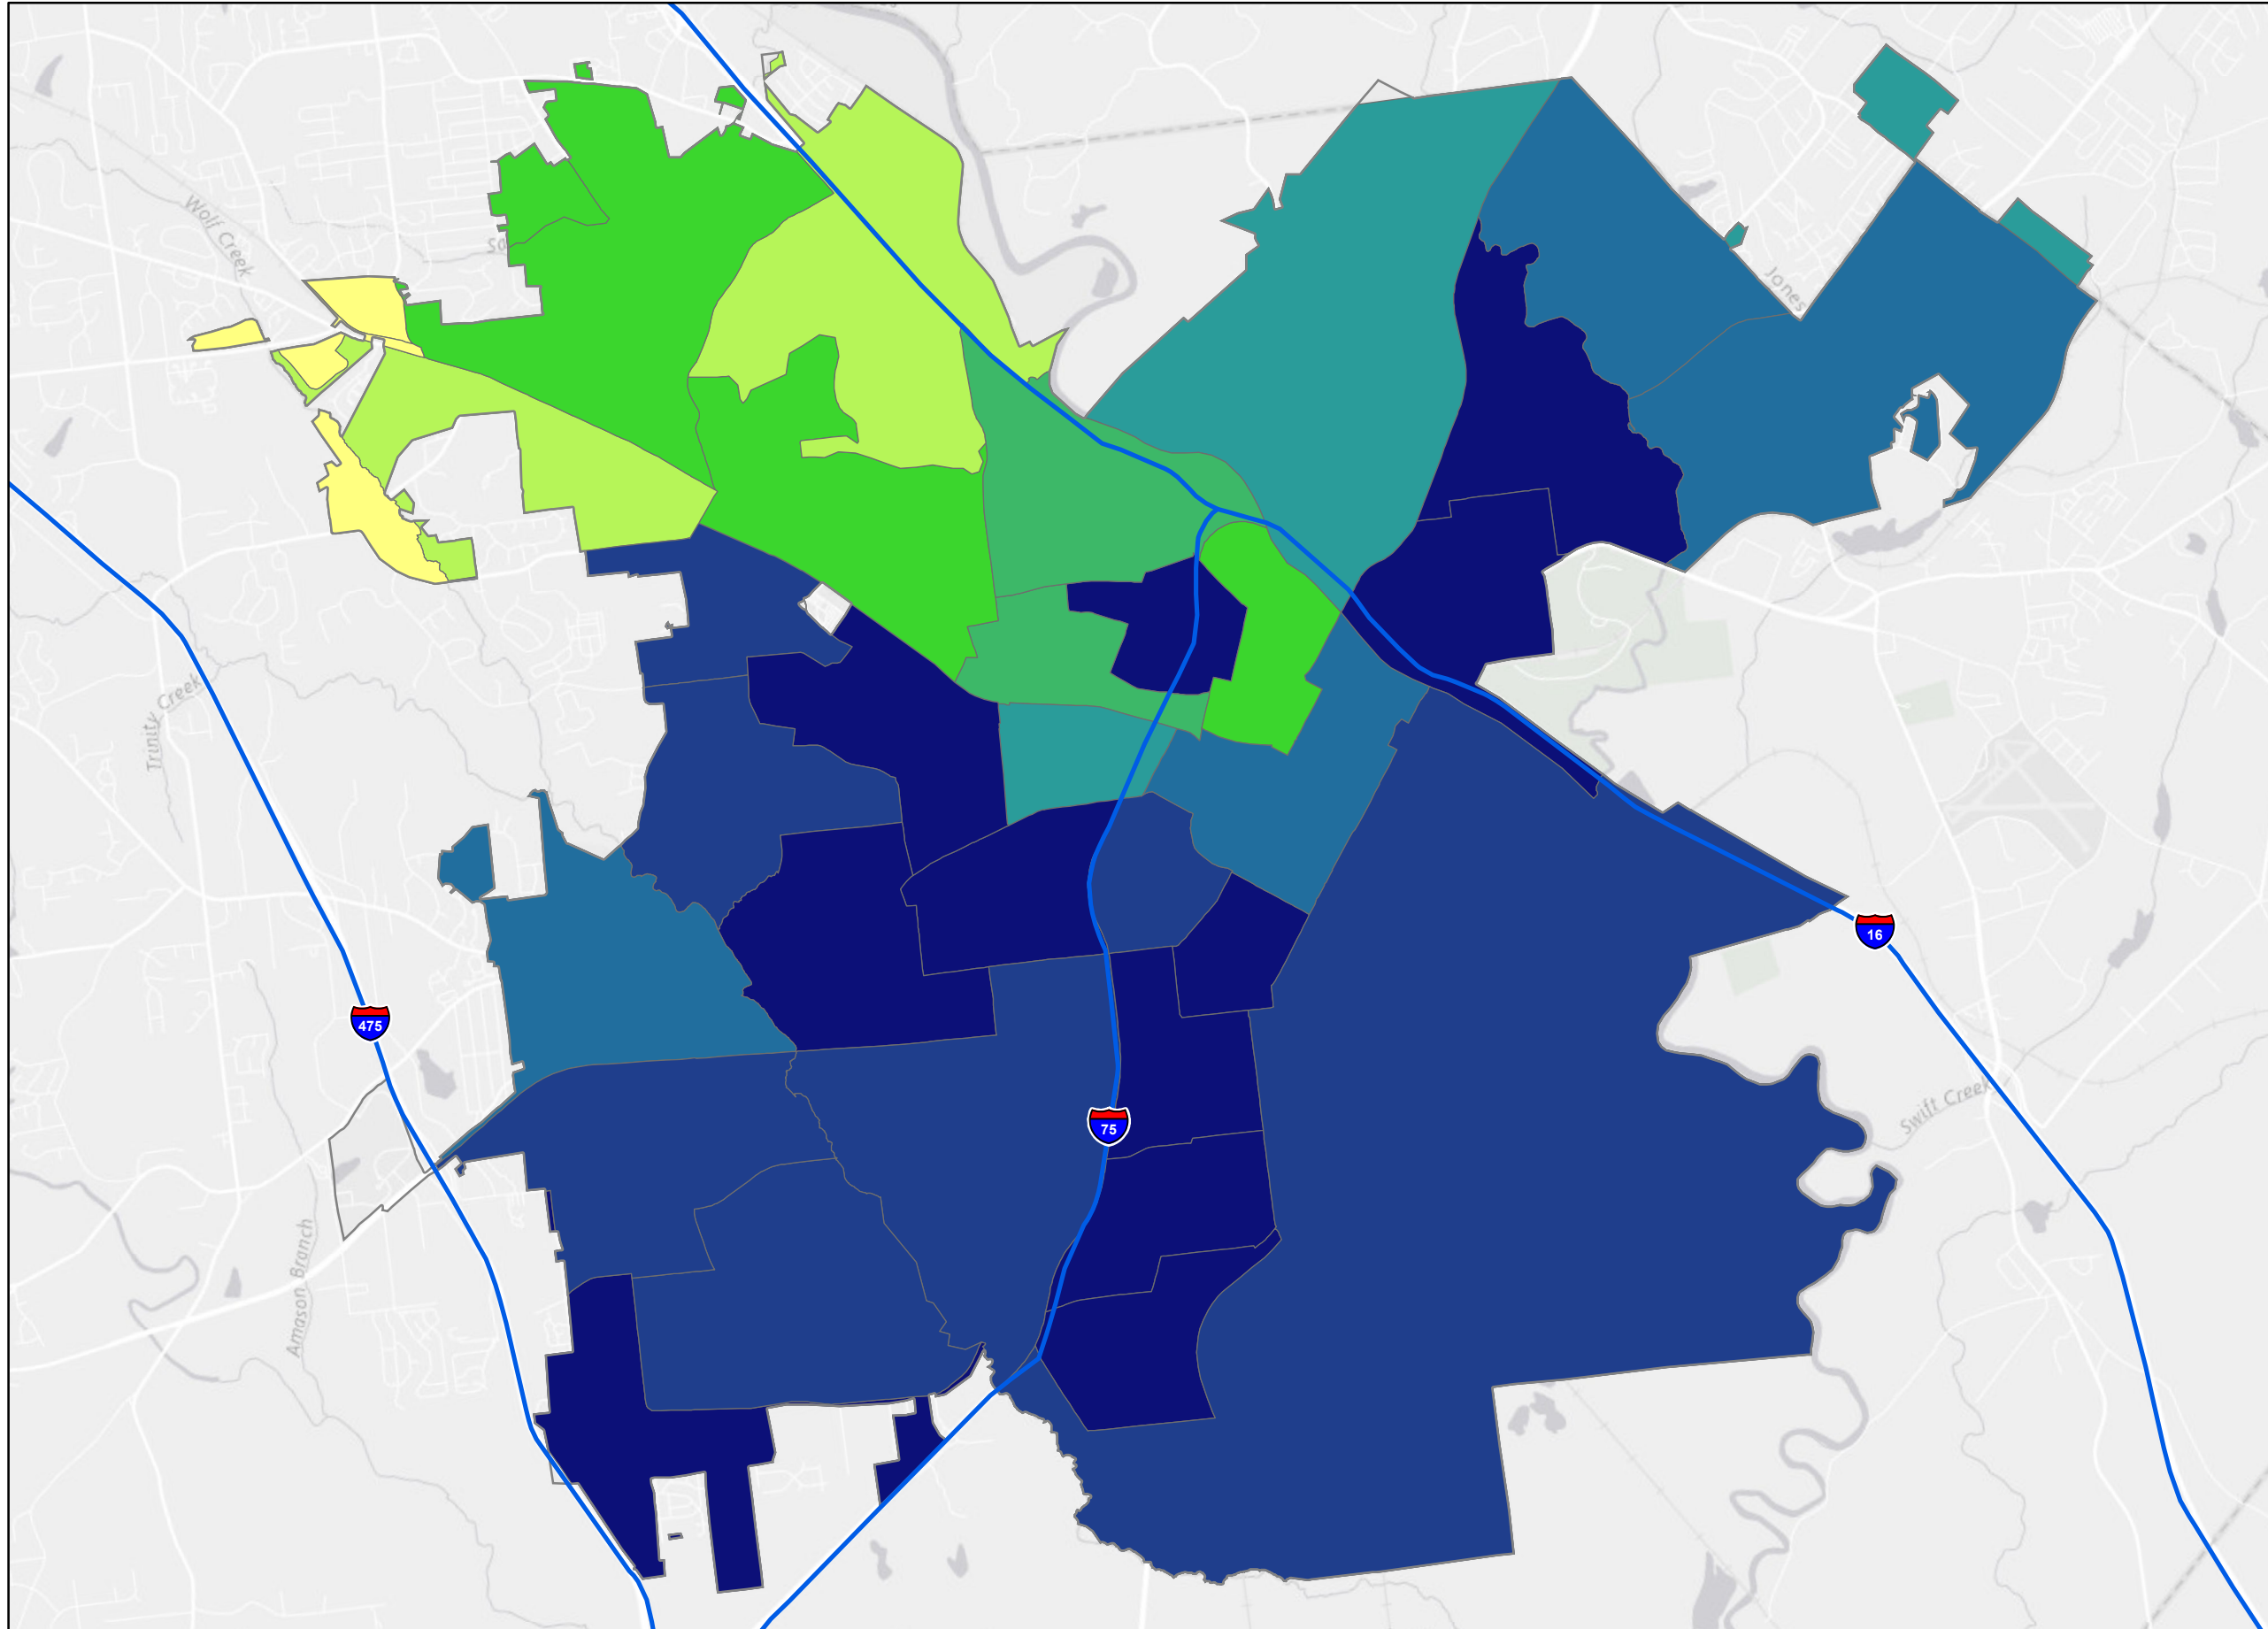 Wolf Creek
Jones
Trinity Creek
16
475
75
Swift Creek
Amason Branch